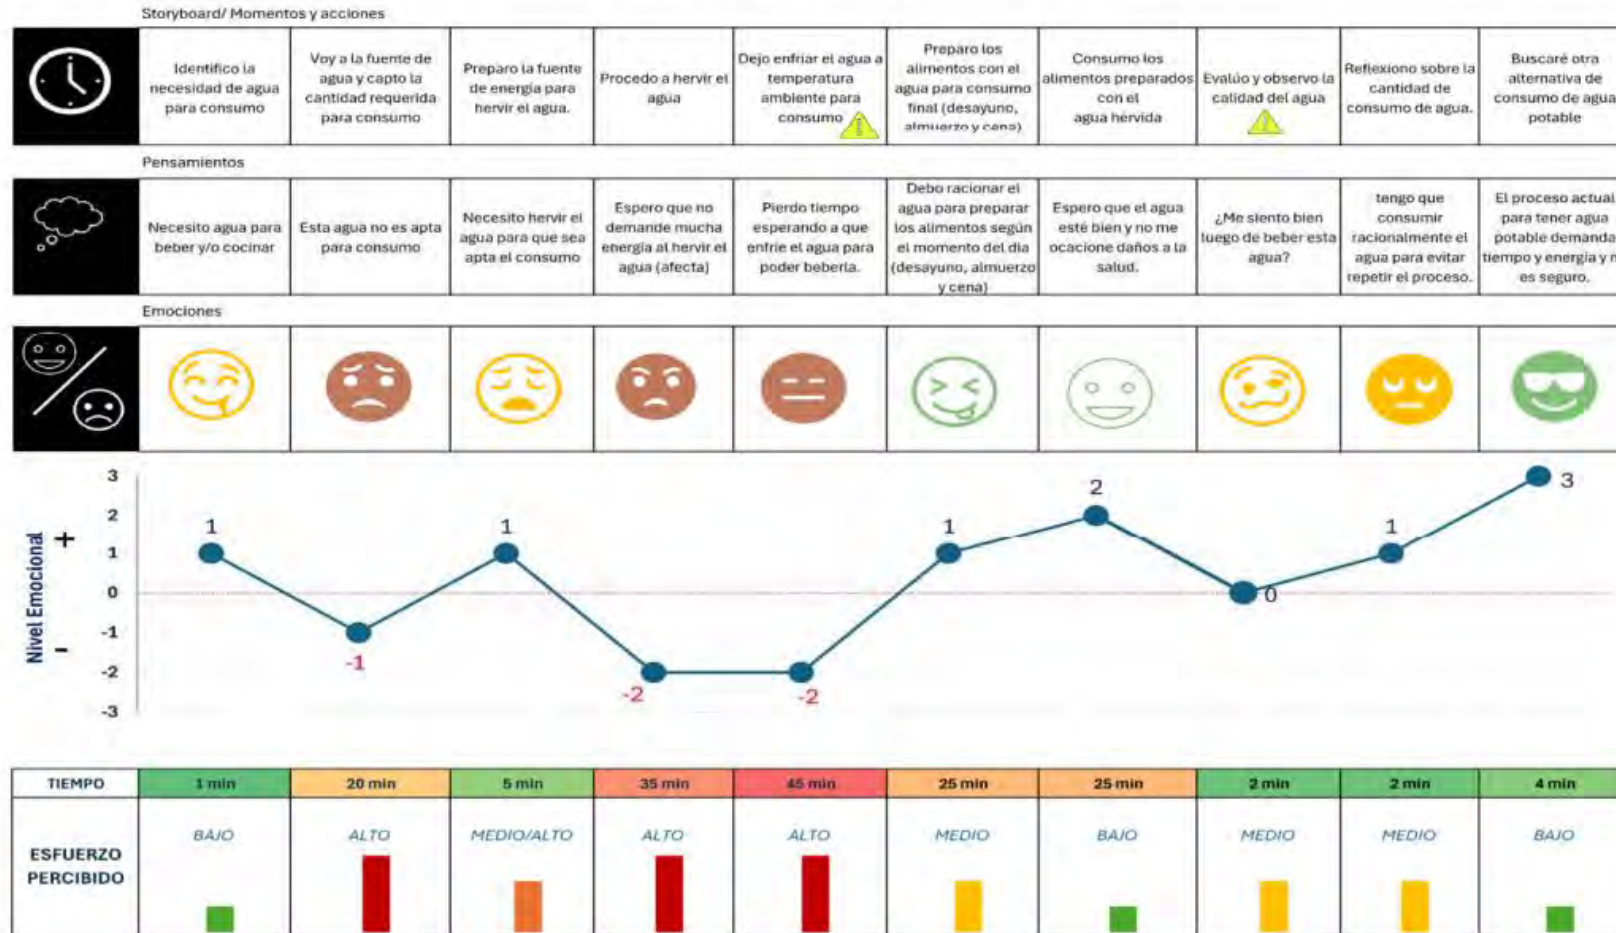 Storyboard/ Momentos y acciones
Identifico la
necesidad de agua
para consumo
Voy a la fuente de
agua y capto la
cantidad requerida
para consumo
Preparo la fuente
de energía para
hervir el agua.
Procedo a hervir el
agua
Dejo enfriar el agua a
temperatura
ambiente para
consumo
Preparo los
alimentos con el
agua para consumo
final (desayuno,
almuerzo y cena)
Consumo los
alimentos preparados
con el
agua hervida
Evalúo y observo la
calidad del agua
Reflexiono sobre la
cantidad de
consumo de agua.
Buscaré otra
alternativa de
consumo de agua
potable
Pensamientos
Necesito agua para
beber y/o cocinar
Esta agua no es apta
para consumo
Necesito hervir el
agua para que sea
apta el consumo
Espero que no
demande mucha
energía al hervir el
agua (afecta)
Pierdo tiempo
esperando a que
enfrie el agua para
poder beberla.
Debo racionar el
agua para preparar
los alimentos según
el momento del día
(desayuno, almuerzo
y cena)
Espero que el agua
esté bien y no me
ocacione daños a la
salud.
¿Me siento bien
luego de beber esta
agua?
tengo que
consumir
racionalmente el
agua para evitar
repetir el proceso.
El proceso actual
para tener agua
potable demanda
tiempo y energía y
es seguro.
Emociones
Nivel Emocional
+
-
3
2
1
0
-1
-2
-3
1
-1
1
-2
-2
1
2
0
1
3
TIEMPO
1 min
20 min
5 min
35 min
45 min
25 min
25 min
2 min
2 min
4 min
ESFUERZO
PERCIBIDO
BAJO
ALTO
MEDIO/ALTO
ALTO
ALTO
MEDIO
BAJO
MEDIO
MEDIO
BAJO